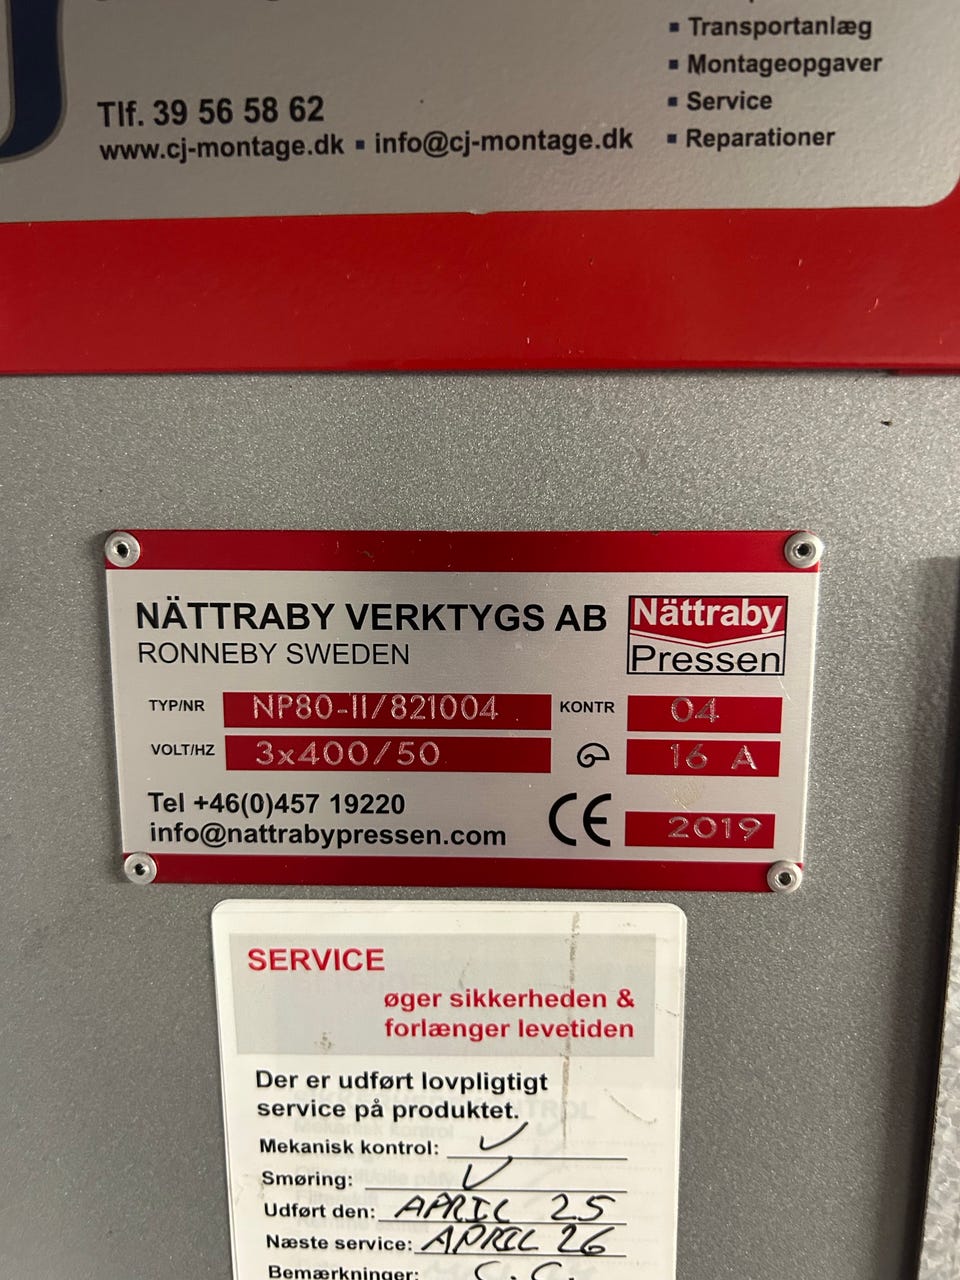 Transportanlæg
Montageopgaver
Service
Reparationer
Tlf. 39 56 58 62
www.cj-montage.dk ▪ info@cj-montage.dk
NÄTTRABY VERKTYGS AB
RONNEBY SWEDEN
Nättraby
Pressen
TYP/NR NP80-II/821004 KONTR 04
VOLT/HZ 3x400/50 16 A
Tel +46(0)457 19220
info@nattrabypressen.com
CE 2019
SERVICE
øger sikkerheden &
forlænger levetiden
Der er udført lovpligtigt
service på produktet.
Mekanisk kontrol: ✓
Smøring: ✓
Udført den: APRIL 25
Næste service: APRIL 26
Bemærkninger: C.C.